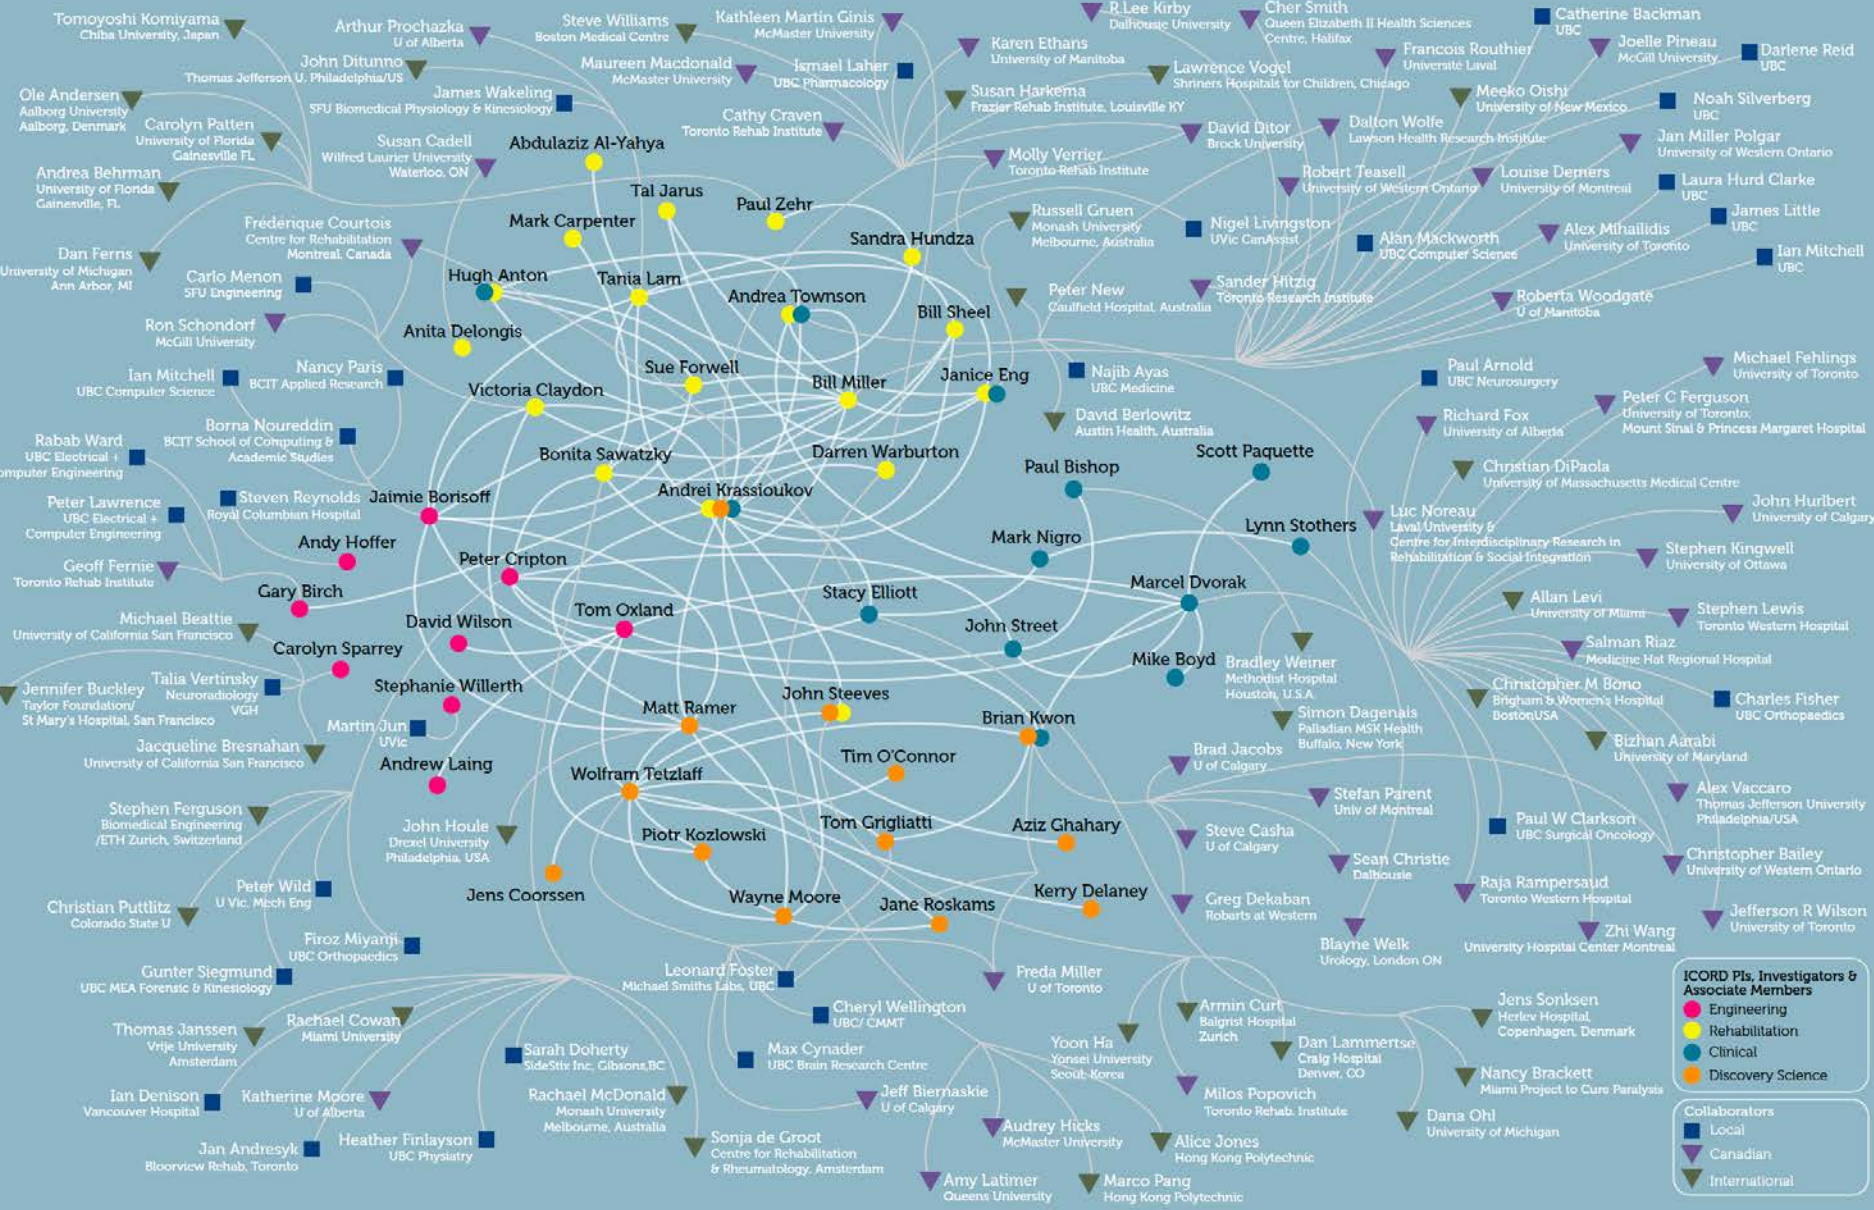 Tomoyoshi Komiyama
Chiba University, Japan
Arthur Prochazka
U of Alberta
Steve Williams
Boston Medical Centre
Kathleen Martin Ginis
McMaster University
R Lee Kirby
Dalhousie University
Cher Smith
Queen Elizabeth II Health Sciences
Centre, Halifax
Catherine Backman
UBC
John Ditunno
Thomas Jefferson U, Philadelphia/US
Maureen Macdonald
McMaster University
Ismael Laher
UBC Pharmacology
Karen Ethans
University of Manitoba
Francois Routhier
Université Laval
Joelle Pineau
McGill University
Darlene Reid
UBC
Ole Andersen
Aalborg University
Aalborg, Denmark
James Wakeling
SFU Biomedical Physiology & Kinesiology
Susan Harkema
Frazier Rehab Institute, Louisville KY
Lawrence Vogel
Shriners Hospitals for Children, Chicago
Meeko Oishi
University of New Mexico
Noah Silverberg
UBC
Carolyn Patten
University of Florida
Gainesville FL
Susan Cadell
Wilfred Laurier University
Waterloo, ON
Cathy Craven
Toronto Rehab Institute
David Ditor
Brock University
Dalton Wolfe
Lawson Health Research Institute
Jan Miller Polgar
University of Western Ontario
Abdulaziz Al-Yahya
Molly Verrier
Toronto Rehab Institute
Andrea Behrman
University of Florida
Gainesville, FL
Robert Teasell
University of Western Ontario
Louise Demers
University of Montreal
Laura Hurd Clarke
UBC
Tal Jarus
Paul Zehr
Mark Carpenter
Sandra Hundza
Russell Gruen
Monash University
Melbourne, Australia
Nigel Livingston
UVic CanAssist
Alan Mackworth
UBC Computer Science
Alex Mihailidis
University of Toronto
James Little
UBC
Ian Mitchell
UBC
Frederique Courtois
Centre for Rehabilitation
Montreal, Canada
Dan Ferns
University of Michigan
Ann Arbor, MI
Carlo Menon
SFU Engineering
Hugh Anton
Tania Lam
Andrea Townson
Bill Sheel
Peter New
Caulfield Hospital, Australia
Sander Hitzig
Toronto Research Institute
Roberta Woodgate
U of Manitoba
Ron Schondorf
McGill University
Anita Delongis
Nancy Paris
BCIT Applied Research
Ian Mitchell
UBC Computer Science
Victoria Claydon
Sue Forwell
Bill Miller
Janice Eng
Najib Ayas
UBC Medicine
Paul Arnold
UBC Neurosurgery
Michael Fehlings
University of Toronto
David Berlowitz
Austin Health, Australia
Richard Fox
University of Alberta
Peter C Ferguson
University of Toronto;
Mount Sinai & Princess Margaret Hospital
Borna Noureddin
BCIT School of Computing &
Academic Studies
Rabab Ward
UBC Electrical +
omputer Engineering
Bonita Sawatzky
Darren Warburton
Paul Bishop
Scott Paquette
Christian DiPaola
University of Massachusetts Medical Centre
Steven Reynolds
Royal Columbian Hospital
Jaimie Borisoff
Andrei Krassioukov
Peter Lawrence
UBC Electrical +
Computer Engineering
Luc Noreau
Laval University &
Centre for Interdisciplinary Research in
Rehabilitation & Social Integration
John Hurlbert
University of Calgary
Andy Hoffer
Mark Nigro
Lynn Stothers
Stephen Kingwell
University of Ottawa
Geoff Fernie
Toronto Rehab Institute
Gary Birch
Peter Cripton
Stacy Elliott
Marcel Dvorak
Allan Levi
University of Miami
Stephen Lewis
Toronto Western Hospital
Michael Beattie
University of California San Francisco
David Wilson
Tom Oxland
John Street
Salman Riaz
Medicine Hat Regional Hospital
Carolyn Sparrey
Mike Boyd
Bradley Weiner
Methodist Hospital
Houston, U.S.A
Jennifer Buckley
Taylor Foundation/
St Mary's Hospital, San Francisco
Talia Vertinsky
Neuroradiology
VGH
Stephanie Willerth
Matt Ramer
John Steeves
Brian Kwon
Christopher M Bono
Brigham & Women's Hospital
BostonUSA
Charles Fisher
UBC Orthopaedics
Martin Jun
UVic
Simon Dagenais
Palladian MSK Health
Buffalo, New York
Bizhan Aarabi
University of Maryland
Jacqueline Bresnahan
University of California San Francisco
Andrew Laing
Wolfram Tetzlaff
Tim O'Connor
Brad Jacobs
U of Calgary
Stefan Parent
Univ of Montreal
Alex Vaccaro
Thomas Jefferson University
Philadelphia/USA
Stephen Ferguson
Biomedical Engineering
/ETH Zurich, Switzerland
John Houle
Drexel University
Philadelphia, USA
Piotr Kozlowski
Tom Grigliatti
Aziz Ghahary
Steve Casha
U of Calgary
Paul W Clarkson
UBC Surgical Oncology
Sean Christie
Dalhousie
Christopher Bailey
University of Western Ontario
Peter Wild
U Vic, Mech Eng
Jens Coorssen
Wayne Moore
Jane Roskams
Kerry Delaney
Greg Dekaban
Robarts at Western
Raja Rampersaud
Toronto Western Hospital
Christian Puttlitz
Colorado State U
Jefferson R Wilson
University of Toronto
Firoz Miyanji
UBC Orthopaedics
Blayne Welk
Urology, London ON
Zhi Wang
University Hospital Center Montreal
Gunter Siegmund
UBC MEA Forensic & Kinesiology
Leonard Foster
Michael Smiths Labs, UBC
Freda Miller
U of Toronto
ICORD PIs, Investigators &
Associate Members
Engineering
Rehabilitation
Clinical
Discovery Science
Thomas Janssen
Vrije University
Amsterdam
Rachael Cowan
Miami University
Cheryl Wellington
UBC/ CMMT
Armin Curt
Balgrist Hospital
Zurich
Jens Sonksen
Herlev Hospital,
Copenhagen, Denmark
Sarah Doherty
SideStix Inc, Gibsons,BC
Max Cynader
UBC Brain Research Centre
Yoon Ha
Yonsei University
Seoul, Korea
Dan Lammertse
Craig Hospital
Denver, CO
Nancy Brackett
Miami Project to Cure Paralysis
Ian Denison
Vancouver Hospital
Katherine Moore
U of Alberta
Rachael McDonald
Monash University
Melbourne, Australia
Jeff Biernaskie
U of Calgary
Milos Popovich
Toronto Rehab. Institute
Dana Ohl
University of Michigan
Collaborators
Local
Canadian
International
Jan Andresyk
Bloorview Rehab, Toronto
Heather Finlayson
UBC Physiatry
Sonja de Groot
Centre for Rehabilitation
& Rheumatology, Amsterdam
Audrey Hicks
McMaster University
Alice Jones
Hong Kong Polytechnic
Amy Latimer
Queens University
Marco Pang
Hong Kong Polytechnic